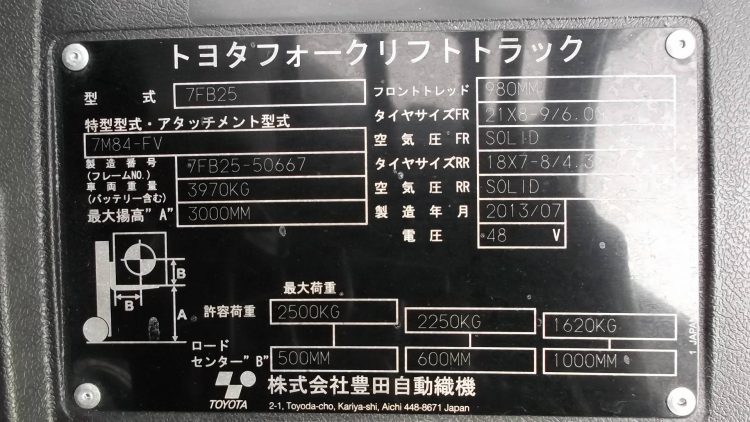 トヨタフォークリフトトラック
型式 7FB25
特型型式・アタッチメント型式
7M84-FV
製造番号 7FB25-50667
(フレームNO.)
車両重量 3970KG
(バッテリー含む)
最大揚高"A" 3000MM
フロントトレッド 980MM
タイヤサイズFR 21X8-9/6.00
空気圧 FR SOLID
タイヤサイズRR 18X7-8/4.3
空気圧 RR SOLID
製造年月 2013/07
電圧 48 V
B
B
A
最大荷重
許容荷重 2500KG 2250KG 1620KG
ロード
センター"B" 500MM 600MM 1000MM
TOYOTA
株式会社豊田自動織機
2-1, Toyoda-cho, Kariya-shi, Aichi 448-8671 Japan
1 JAPAN